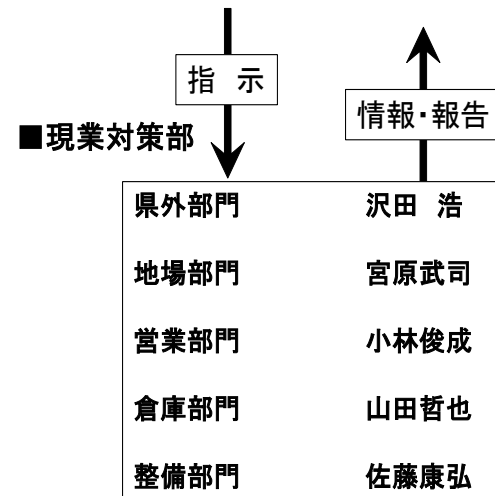 指 示
情報・報告
■現業対策部
県外部門 沢田 浩
地場部門 宮原武司
営業部門 小林俊成
倉庫部門 山田哲也
整備部門 佐藤康弘